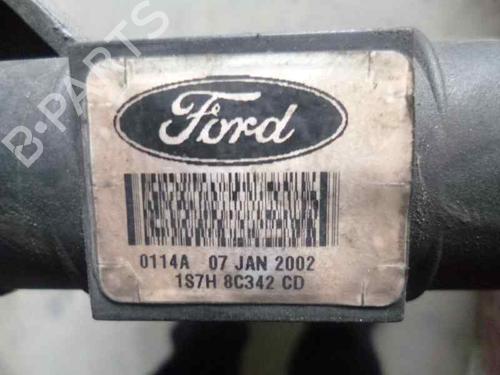 B-PARTS
Ford
0114A 07 JAN 2002
1S7H 8C342 CD